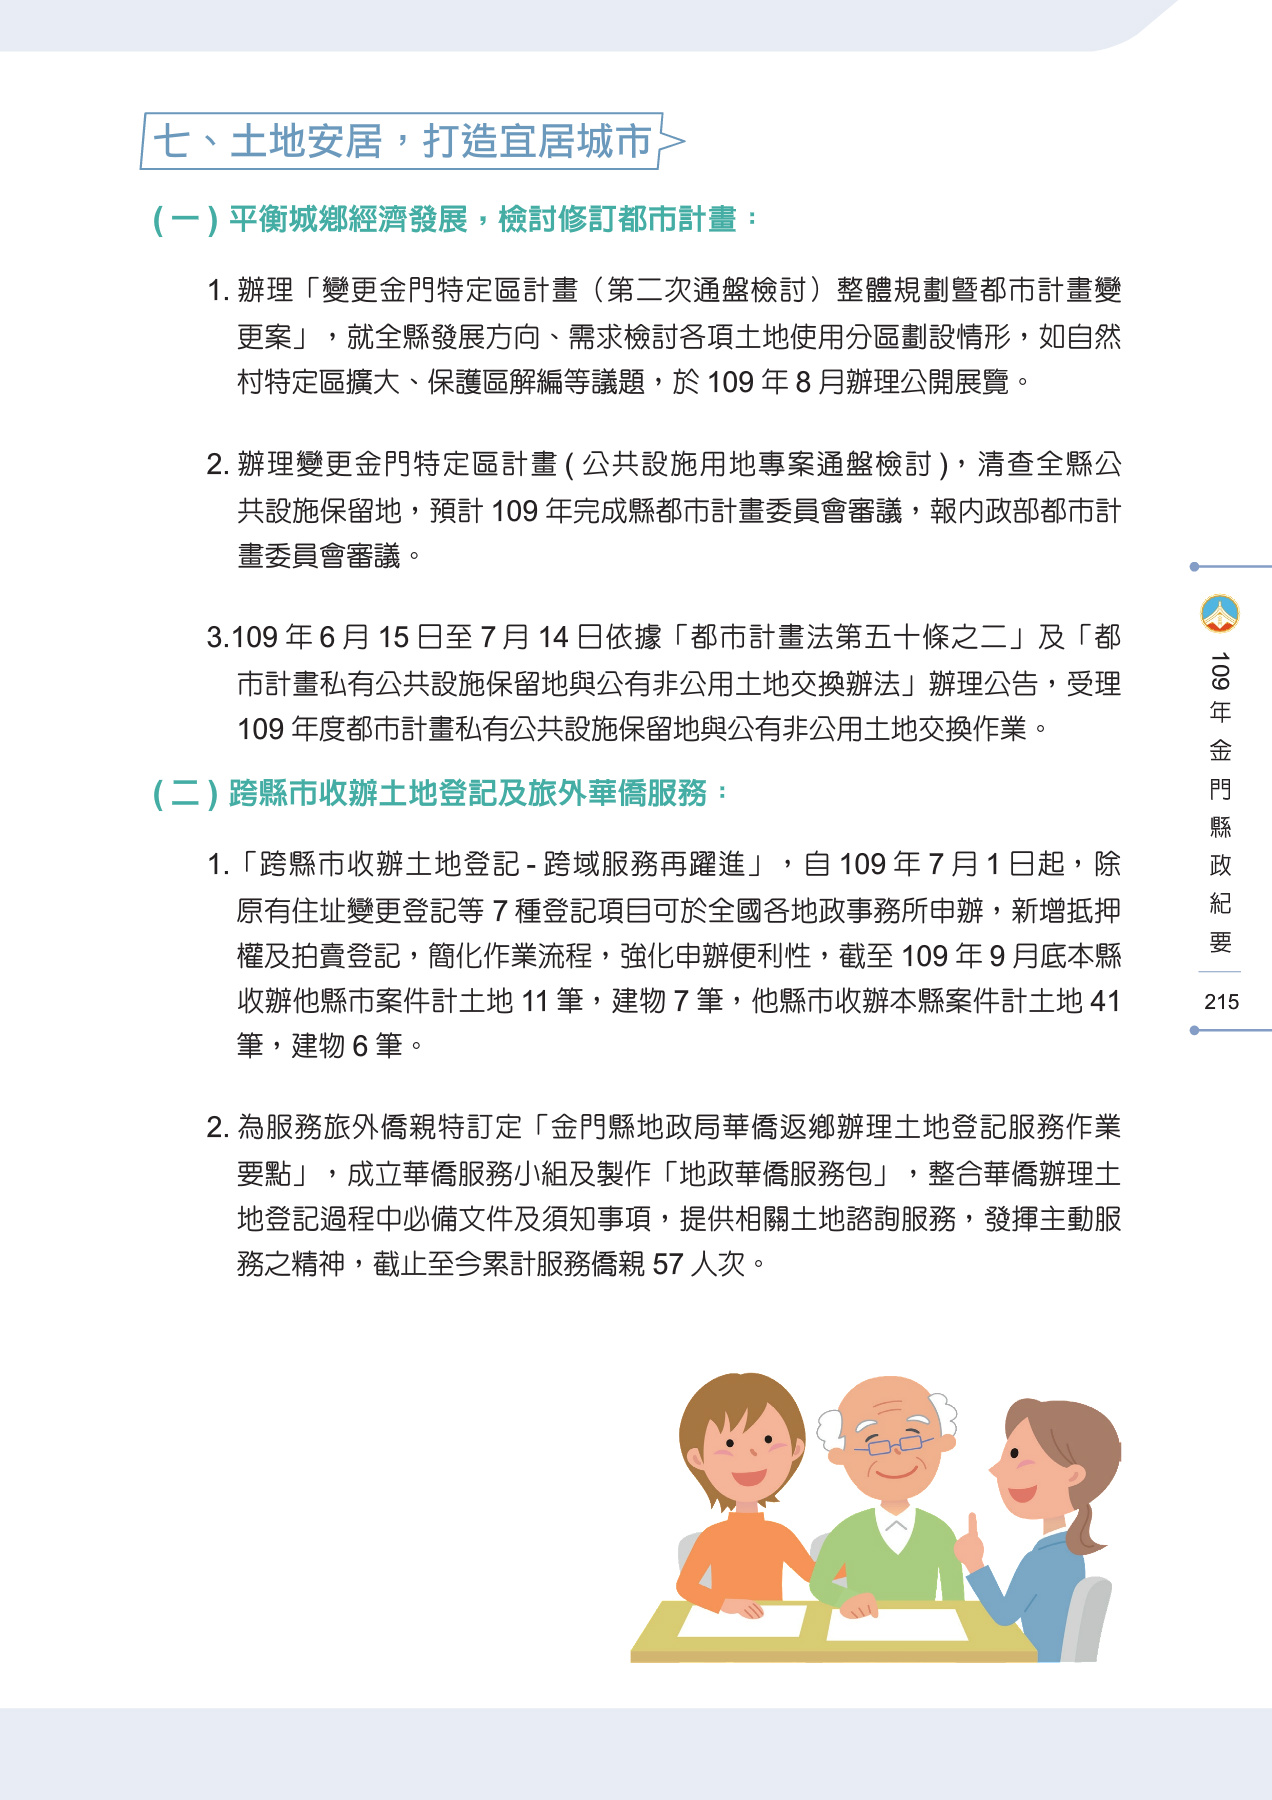 七、土地安居，打造宜居城市
(一)平衡城鄉經濟發展，檢討修訂都市計畫：
1. 辦理「變更金門特定區計畫（第二次通盤檢討）整體規劃暨都市計畫變
更案」，就全縣發展方向、需求檢討各項土地使用分區劃設情形，如自然
村特定區擴大、保護區解編等議題，於 109 年 8 月辦理公開展覽。
2. 辦理變更金門特定區計畫 ( 公共設施用地專案通盤檢討 )，清查全縣公
共設施保留地，預計 109 年完成縣都市計畫委員會審議，報內政部都市計
畫委員會審議。
3.109 年 6 月 15 日至 7 月 14 日依據「都市計畫法第五十條之二」及「都
市計畫私有公共設施保留地與公有非公用土地交換辦法」辦理公告，受理
109 年度都市計畫私有公共設施保留地與公有非公用土地交換作業。
(二)跨縣市收辦土地登記及旅外華僑服務：
1.「跨縣市收辦土地登記 - 跨域服務再躍進」，自 109 年 7 月 1 日起，除
原有住址變更登記等 7 種登記項目可於全國各地政事務所申辦，新增抵押
權及拍賣登記，簡化作業流程，強化申辦便利性，截至 109 年 9 月底本縣
收辦他縣市案件計土地 11 筆，建物 7 筆，他縣市收辦本縣案件計土地 41
筆，建物 6 筆。
2. 為服務旅外僑親特訂定「金門縣地政局華僑返鄉辦理土地登記服務作業
要點」，成立華僑服務小組及製作「地政華僑服務包」，整合華僑辦理土
地登記過程中必備文件及須知事項，提供相關土地諮詢服務，發揮主動服
務之精神，截止至今累計服務僑親 57 人次。
109年金門縣政紀要
215